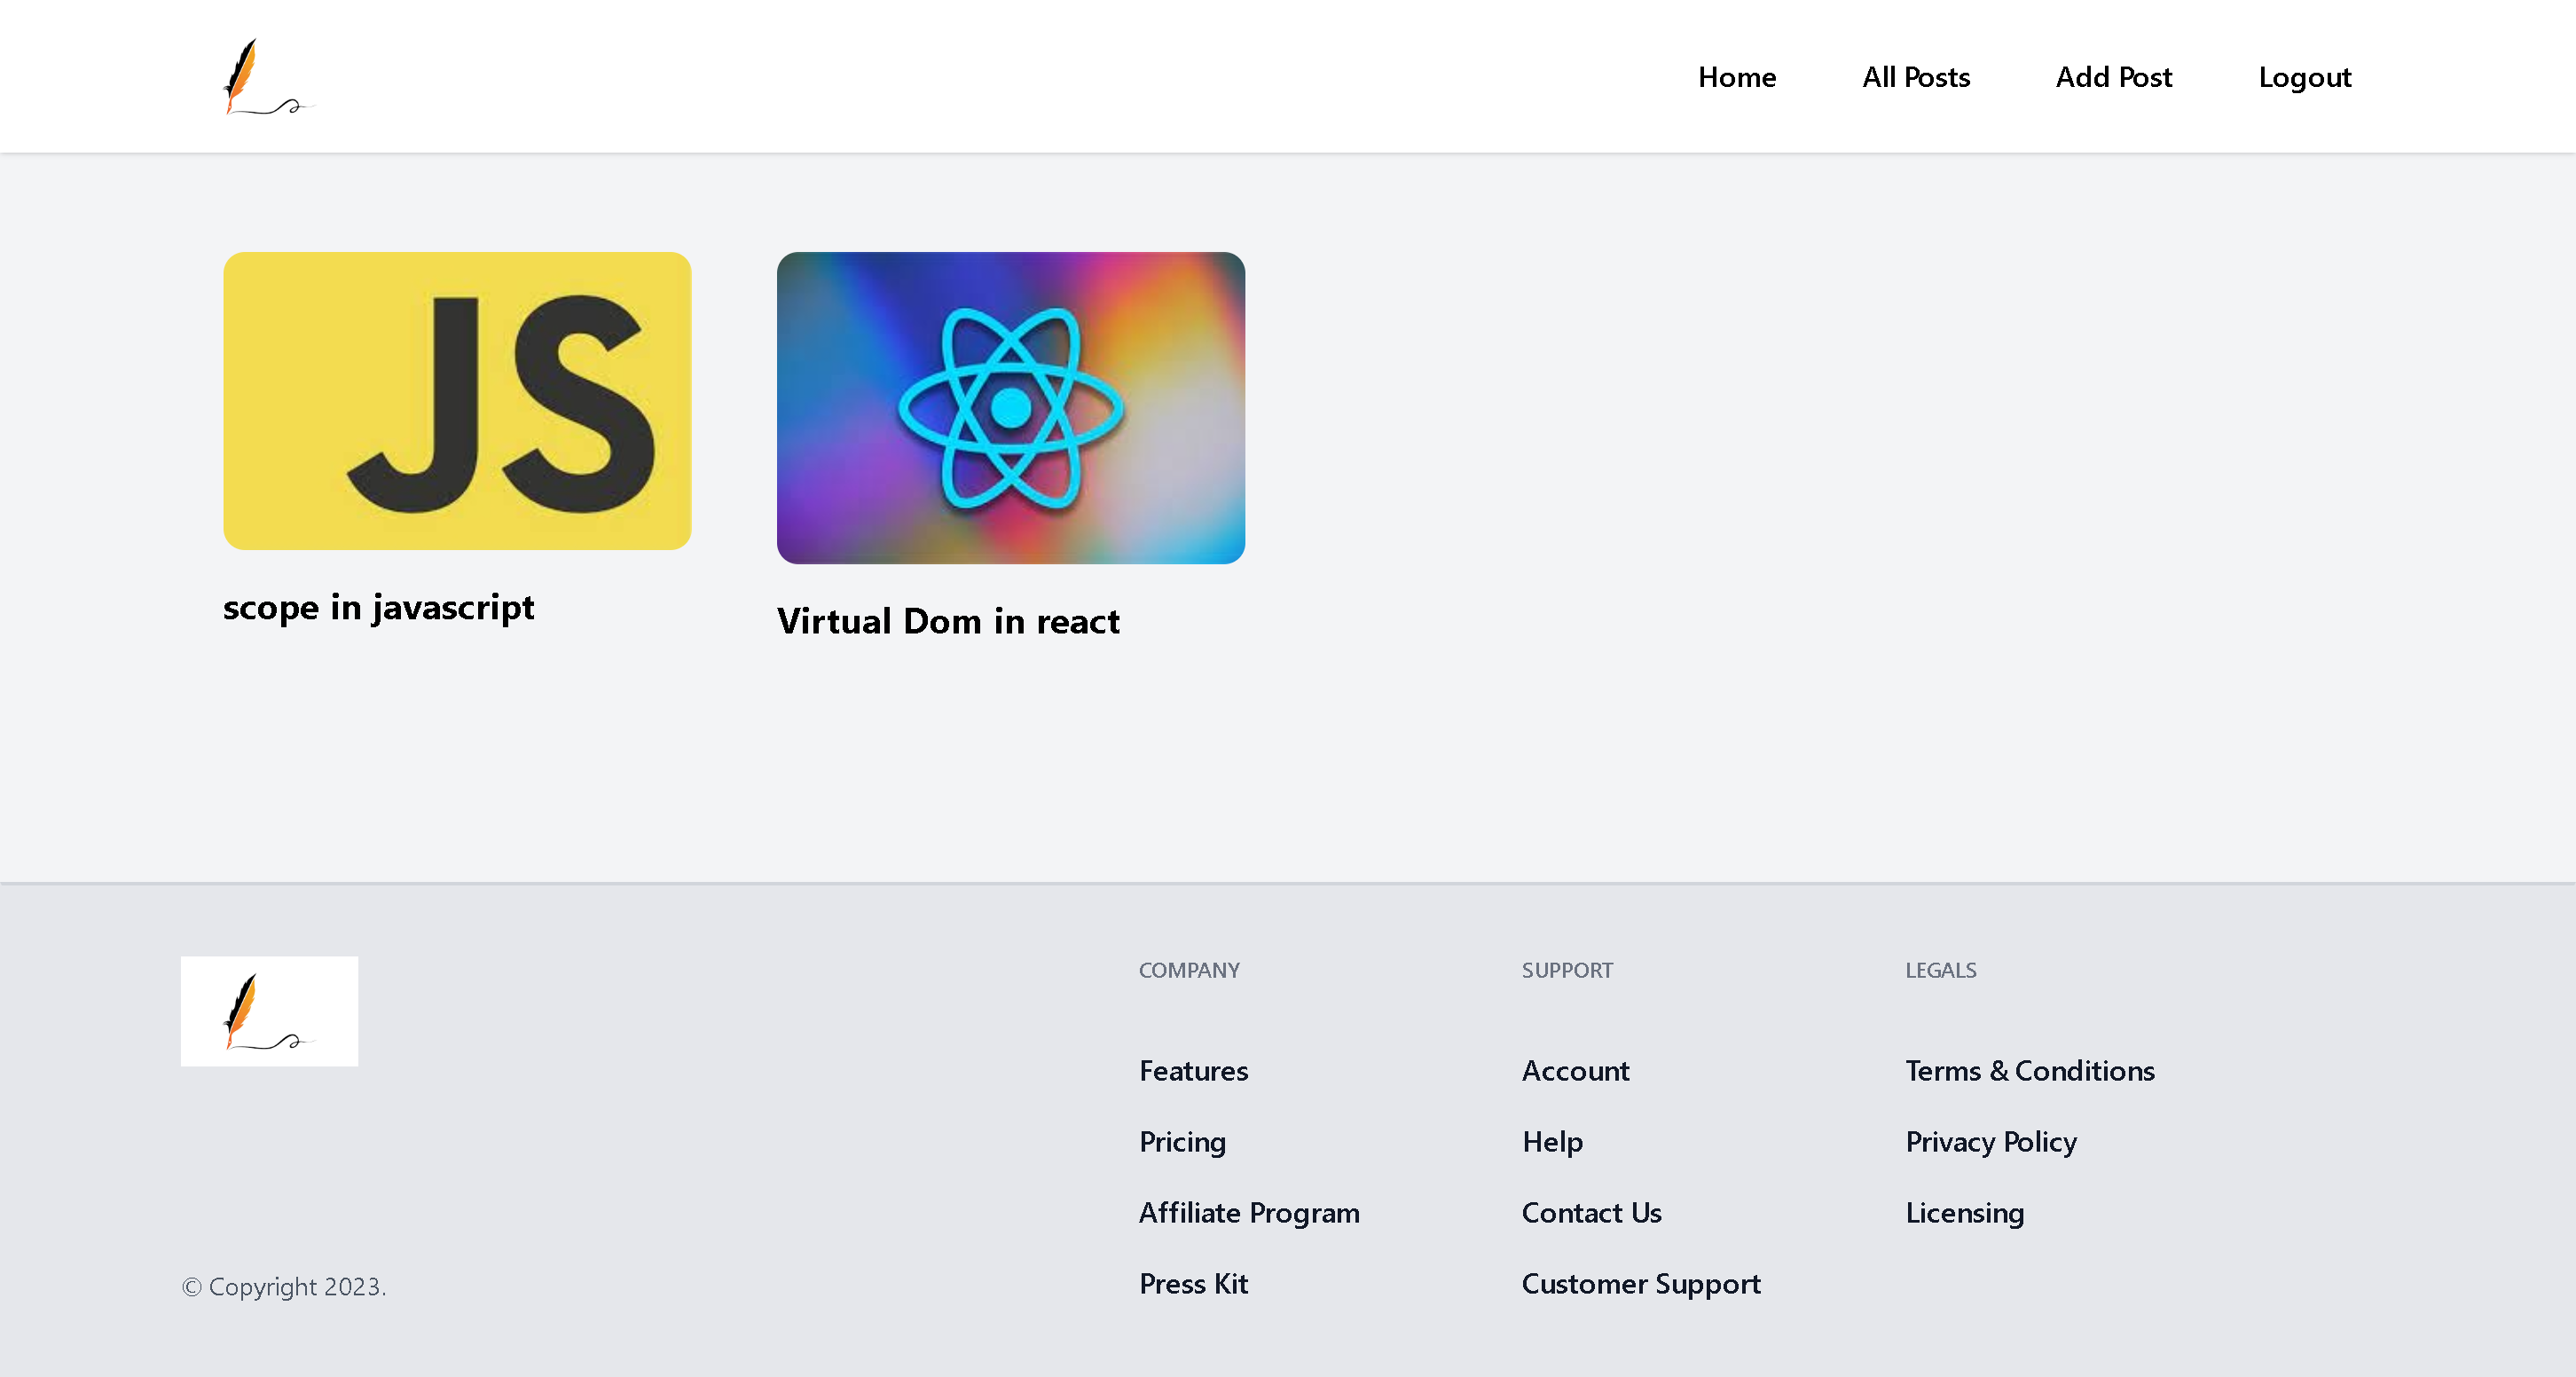 Home
All Posts
Add Post
Logout
JS
scope in javascript
Virtual Dom in react
COMPANY
Features
Pricing
Affiliate Program
Press Kit
SUPPORT
Account
Help
Contact Us
Customer Support
LEGALS
Terms & Conditions
Privacy Policy
Licensing
© Copyright 2023.